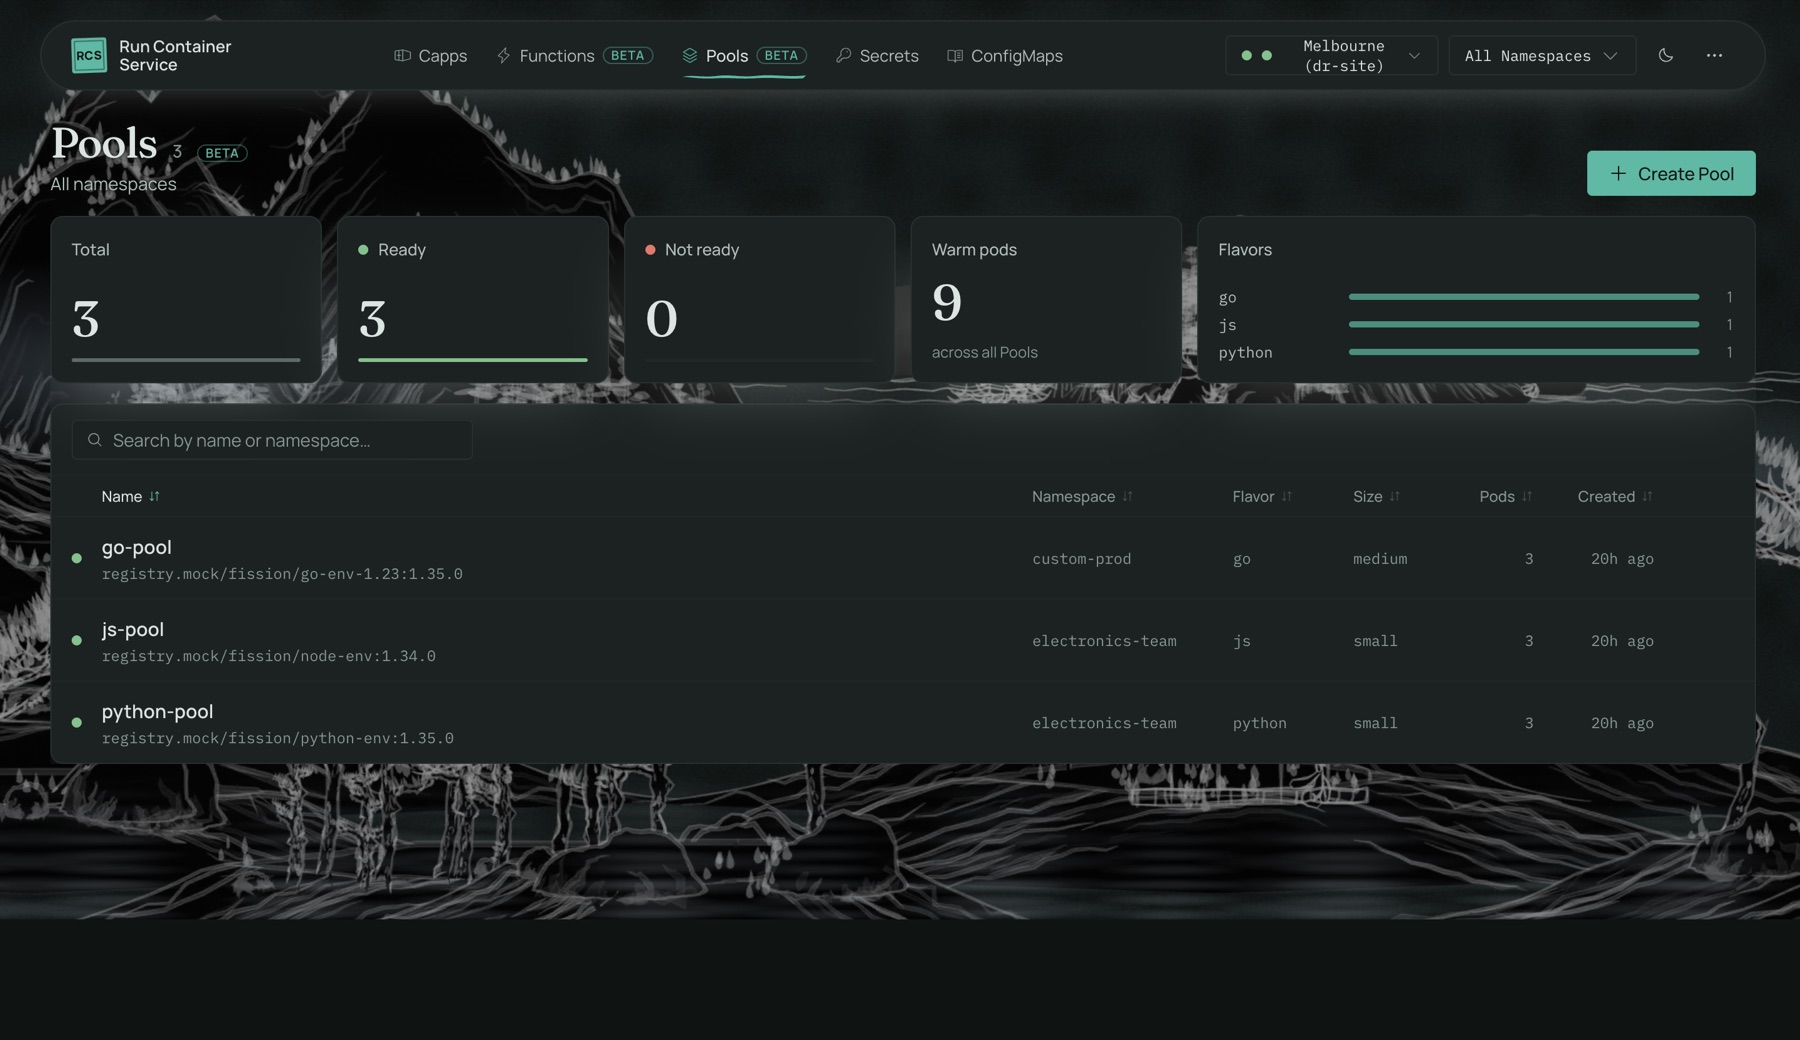 RCS
Run Container
Service
Capps
Functions BETA
Pools BETA
Secrets
ConfigMaps
Melbourne
(dr-site)
All Namespaces
Pools 3 BETA
All namespaces
Create Pool
Total
3
Ready
3
Not ready
0
Warm pods
9
across all Pools
Flavors
go 1
js 1
python 1
Search by name or namespace...
Name Namespace Flavor Size Pods Created
go-pool
registry.mock/fission/go-env-1.23:1.35.0
custom-prod go medium 3 20h ago
js-pool
registry.mock/fission/node-env:1.34.0
electronics-team js small 3 20h ago
python-pool
registry.mock/fission/python-env:1.35.0
electronics-team python small 3 20h ago